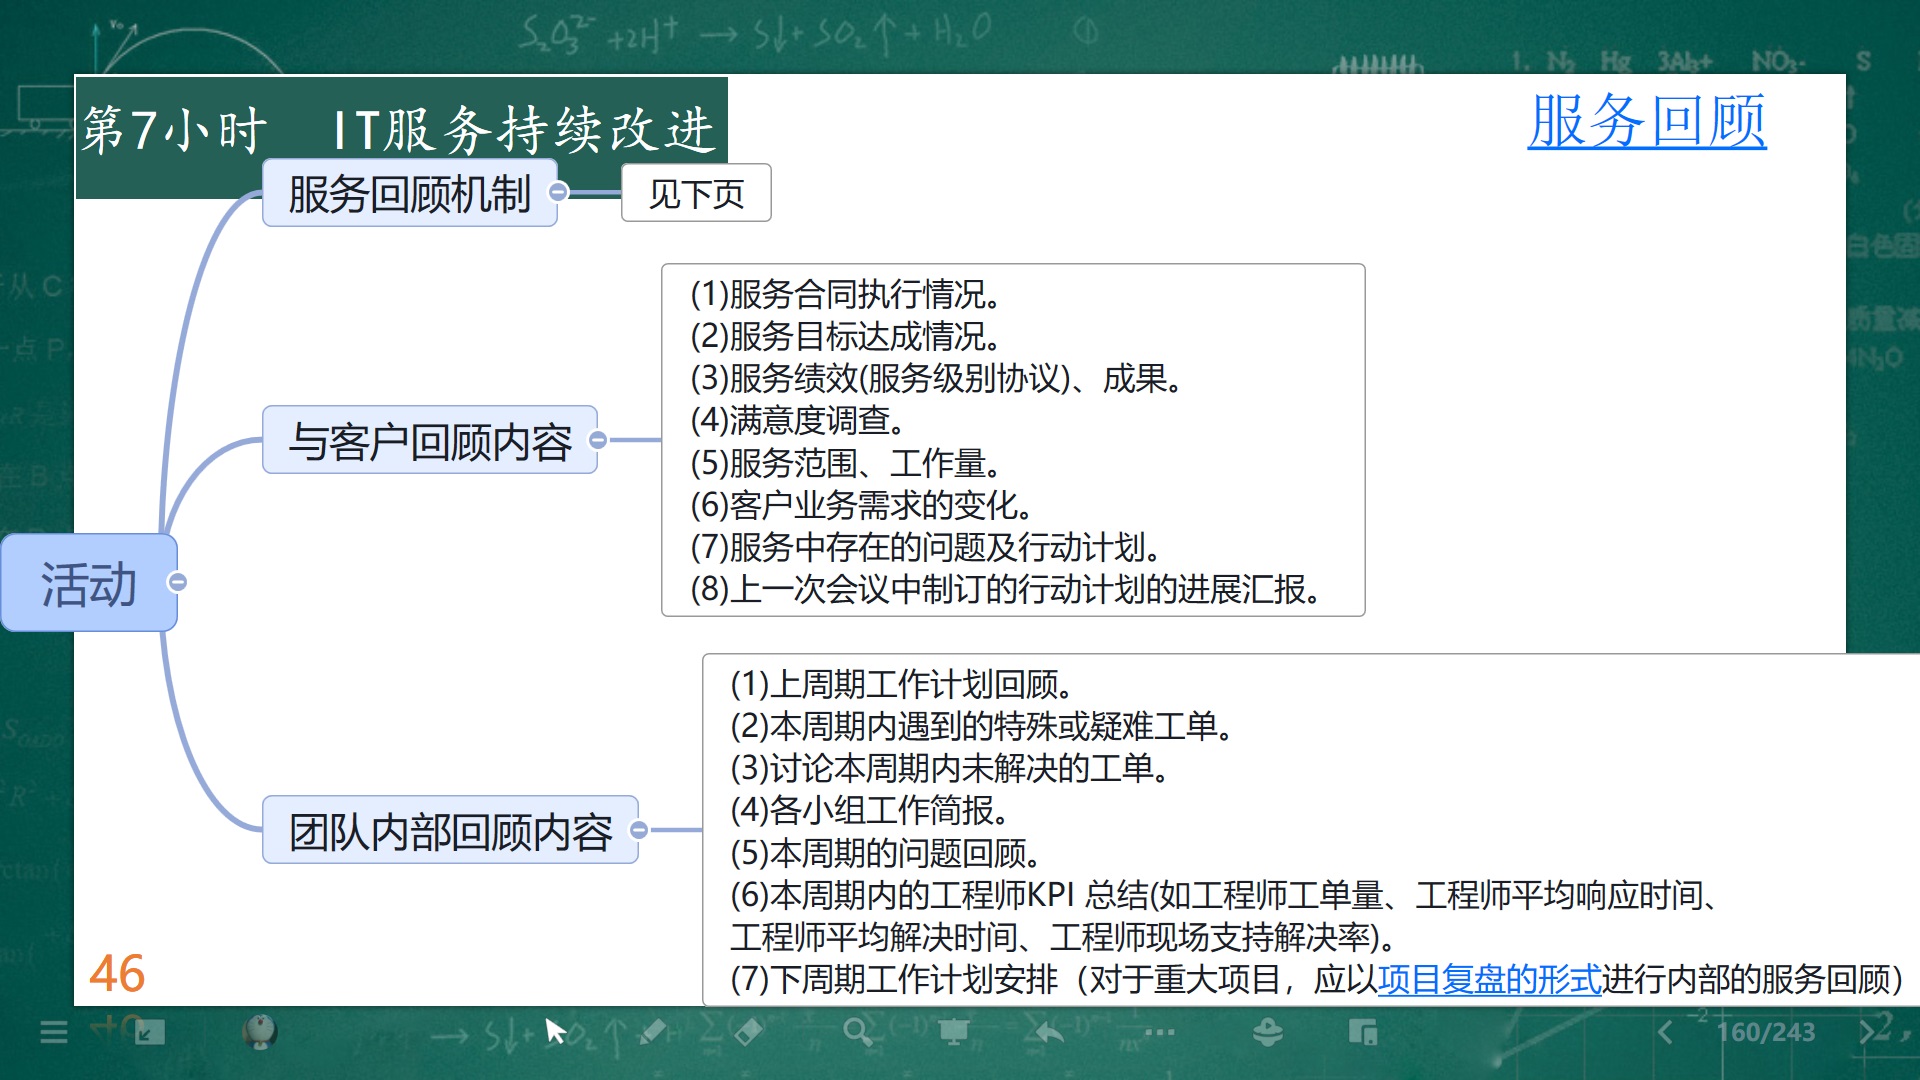 S₂O₃²⁻ +2H⁺ → S↓+ SO₂↑ + H₂O
1. N₂ Hg 3Al₃+ NO₃- S
第7小时 IT服务持续改进
服务回顾
服务回顾机制
见下页
与客户回顾内容
(1)服务合同执行情况。
(2)服务目标达成情况。
(3)服务绩效(服务级别协议)、成果。
(4)满意度调查。
(5)服务范围、工作量。
(6)客户业务需求的变化。
(7)服务中存在的问题及行动计划。
(8)上一次会议中制订的行动计划的进展汇报。
活动
团队内部回顾内容
(1)上周期工作计划回顾。
(2)本周期内遇到的特殊或疑难工单。
(3)讨论本周期内未解决的工单。
(4)各小组工作简报。
(5)本周期的问题回顾。
(6)本周期内的工程师KPI 总结(如工程师工单量、工程师平均响应时间、
工程师平均解决时间、工程师现场支持解决率)。
(7)下周期工作计划安排（对于重大项目，应以项目复盘的形式进行内部的服务回顾）
46
160/243